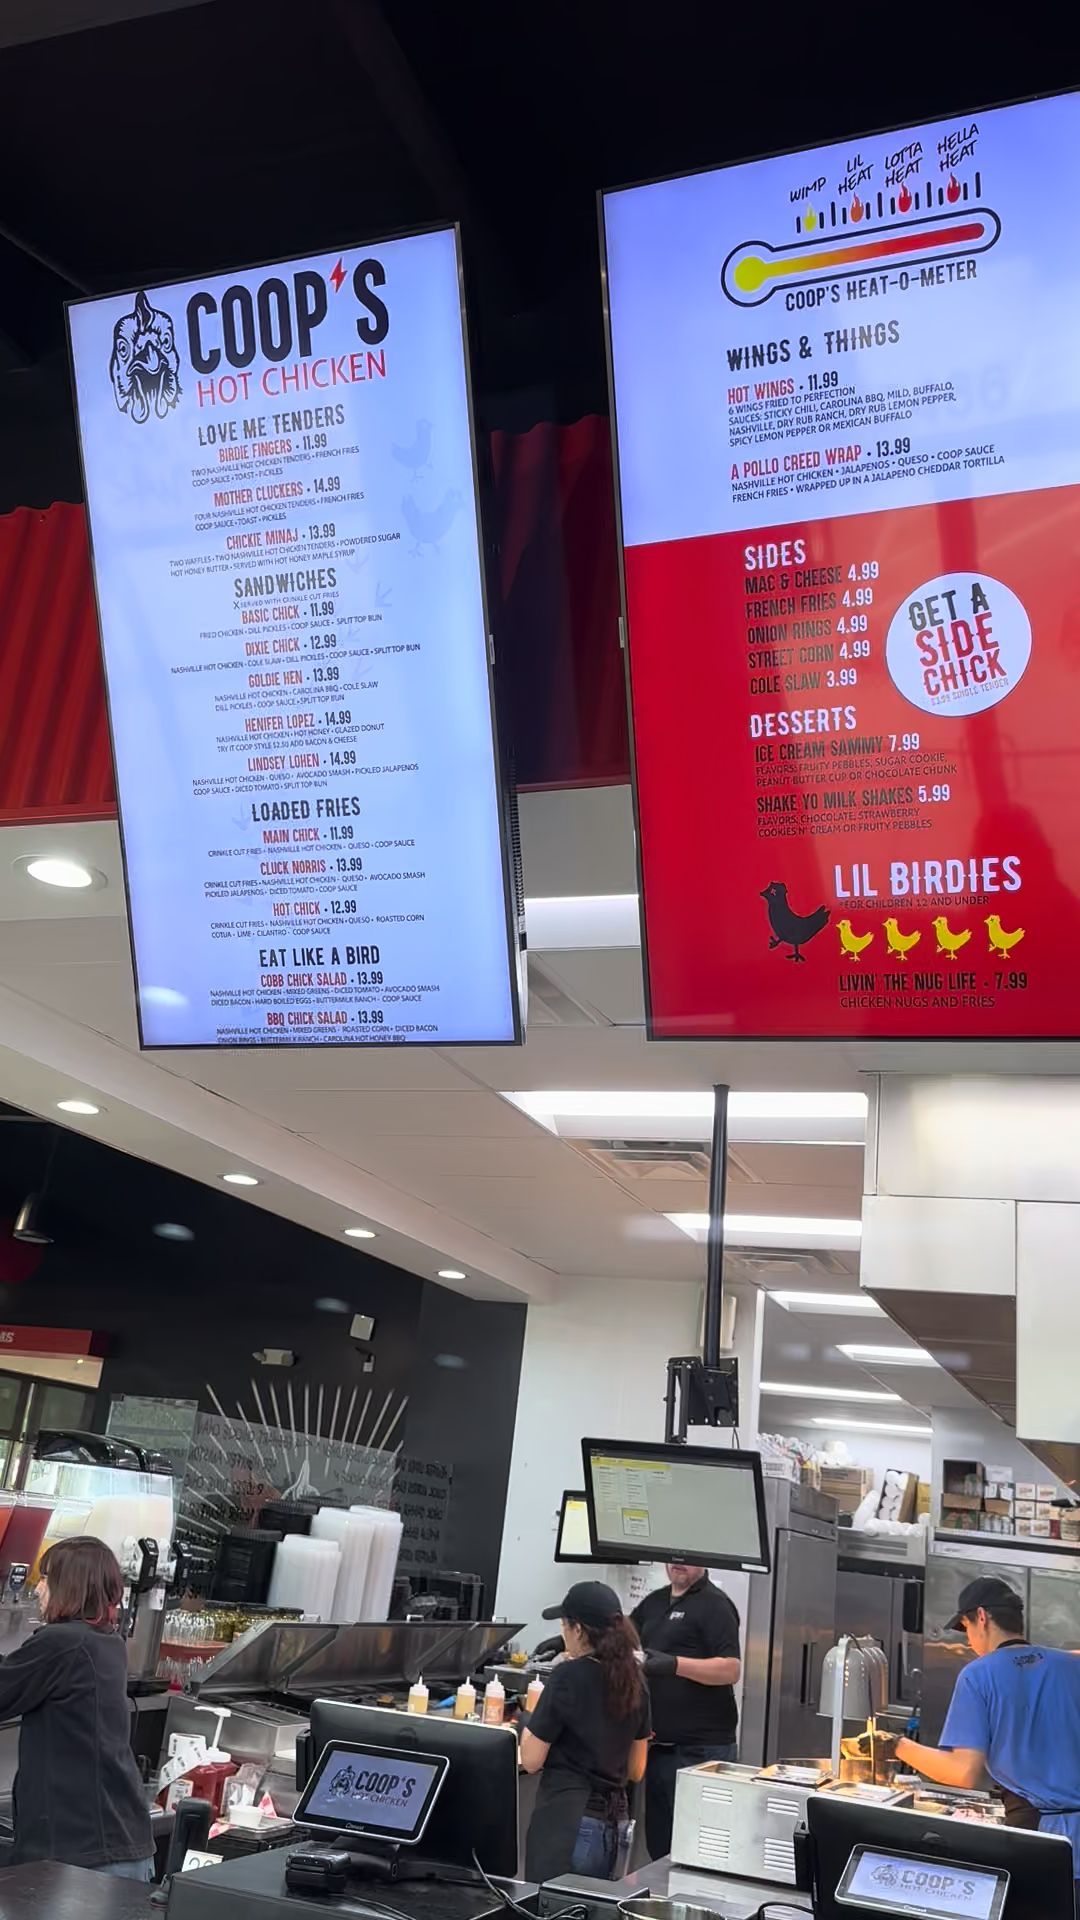 COOP'S
HOT CHICKEN
LOVE ME TENDERS
BIRDIE FINGERS • 11.99
TWO NASHVILLE HOT CHICKEN TENDERS • FRENCH FRIES
COOP SAUCE • TOAST • PICKLES
MOTHER CLUCKERS • 14.99
FOUR NASHVILLE HOT CHICKEN TENDERS • FRENCH FRIES
COOP SAUCE • TOAST • PICKLES
CHICKIE MINAJ • 13.99
TWO WAFFLES • TWO NASHVILLE HOT CHICKEN TENDERS • POWDERED SUGAR
HOT HONEY BUTTER • SERVED WITH HOT HONEY MAPLE SYRUP
SANDWICHES
SERVED WITH CRINKLE CUT FRIES
BASIC CHICK • 11.99
FRIED CHICKEN • DILL PICKLES • COOP SAUCE • SPLIT TOP BUN
DIXIE CHICK • 12.99
NASHVILLE HOT CHICKEN • COLE SLAW • DILL PICKLES • COOP SAUCE • SPLIT TOP BUN
GOLDIE HEN • 13.99
NASHVILLE HOT CHICKEN • CAROLINA BBQ • COLE SLAW
DILL PICKLES • COOP SAUCE • SPLIT TOP BUN
HENIFER LOPEZ • 14.99
NASHVILLE HOT CHICKEN • HOT HONEY • GLAZED DONUT
TRY IT COOP STYLE $2.50 ADD BACON & CHEESE
LINDSEY LOHEN • 14.99
NASHVILLE HOT CHICKEN • QUESO • AVOCADO SMASH • PICKLED JALAPENOS
COOP SAUCE • DICED TOMATO • SPLIT TOP BUN
LOADED FRIES
MAIN CHICK • 11.99
CRINKLE CUT FRIES • NASHVILLE HOT CHICKEN • QUESO • COOP SAUCE
CLUCK NORRIS • 13.99
CRINKLE CUT FRIES • NASHVILLE HOT CHICKEN • QUESO • AVOCADO SMASH
PICKLED JALAPENOS • DICED TOMATO • COOP SAUCE
HOT CHICK • 12.99
CRINKLE CUT FRIES • NASHVILLE HOT CHICKEN • QUESO • ROASTED CORN
COTIJA • LIME • CILANTRO • COOP SAUCE
EAT LIKE A BIRD
COBB CHICK SALAD • 13.99
NASHVILLE HOT CHICKEN • MIXED GREENS • DICED TOMATO • AVOCADO SMASH
DICED BACON • HARD BOILED EGGS • BUTTERMILK RANCH • COOP SAUCE
BBQ CHICK SALAD • 13.99
NASHVILLE HOT CHICKEN • MIXED GREENS • ROASTED CORN • DICED BACON
ONION RINGS • BUTTERMILK RANCH • CAROLINA HOT HONEY BBQ
WIMP LIL HEAT LOTTA HEAT HELLA HEAT
COOP'S HEAT-O-METER
WINGS & THINGS
HOT WINGS • 11.99
6 WINGS FRIED TO PERFECTION
SAUCES: STICKY CHILI, CAROLINA BBQ, MILD, BUFFALO,
NASHVILLE, DRY RUB RANCH, DRY RUB LEMON PEPPER,
SPICY LEMON PEPPER OR MEXICAN BUFFALO
A POLLO CREED WRAP • 13.99
NASHVILLE HOT CHICKEN • JALAPENOS • QUESO • COOP SAUCE
FRENCH FRIES • WRAPPED UP IN A JALAPENO CHEDDAR TORTILLA
SIDES
MAC & CHEESE 4.99
FRENCH FRIES 4.99
ONION RINGS 4.99
STREET CORN 4.99
COLE SLAW 3.99
GET A
SIDE
CHICK
$3.99 SINGLE TENDER
DESSERTS
ICE CREAM SAMMY 7.99
FLAVORS: FRUITY PEBBLES, SUGAR COOKIE,
PEANUT BUTTER CUP OR CHOCOLATE CHUNK
SHAKE YO MILK SHAKES 5.99
FLAVORS: CHOCOLATE, STRAWBERRY
COOKIES N' CREAM OR FRUITY PEBBLES
LIL BIRDIES
*FOR CHILDREN 12 AND UNDER
LIVIN' THE NUG LIFE • 7.99
CHICKEN NUGS AND FRIES
COOP'S
HOT CHICKEN
COOP'S
HOT CHICKEN